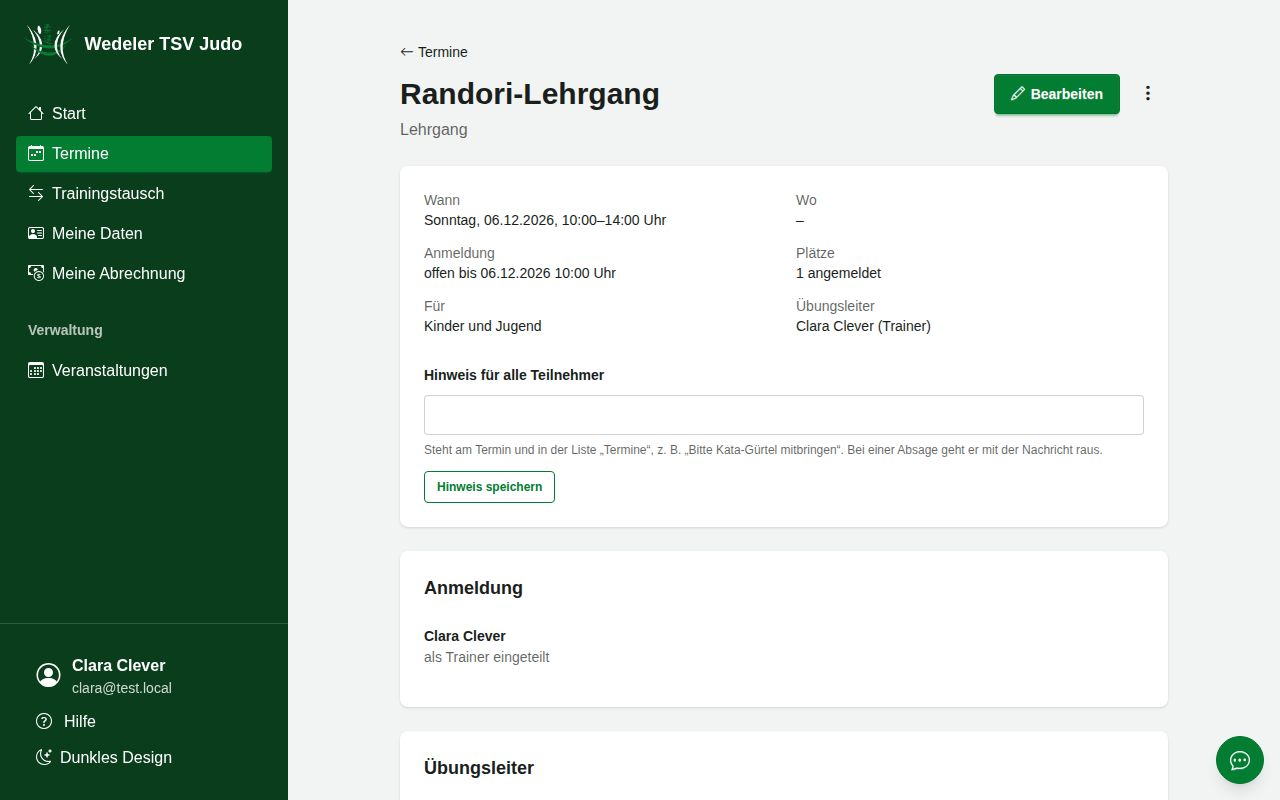 Wedeler TSV Judo
Start
Termine
Trainingstausch
Meine Daten
Meine Abrechnung
Verwaltung
Veranstaltungen
Clara Clever
clara@test.local
Hilfe
Dunkles Design
← Termine
Randori-Lehrgang
Bearbeiten
Lehrgang
Wann
Sonntag, 06.12.2026, 10:00–14:00 Uhr
Wo
–
Anmeldung
offen bis 06.12.2026 10:00 Uhr
Plätze
1 angemeldet
Für
Kinder und Jugend
Übungsleiter
Clara Clever (Trainer)
Hinweis für alle Teilnehmer
Steht am Termin und in der Liste „Termine“, z. B. „Bitte Kata-Gürtel mitbringen“. Bei einer Absage geht er mit der Nachricht raus.
Hinweis speichern
Anmeldung
Clara Clever
als Trainer eingeteilt
Übungsleiter